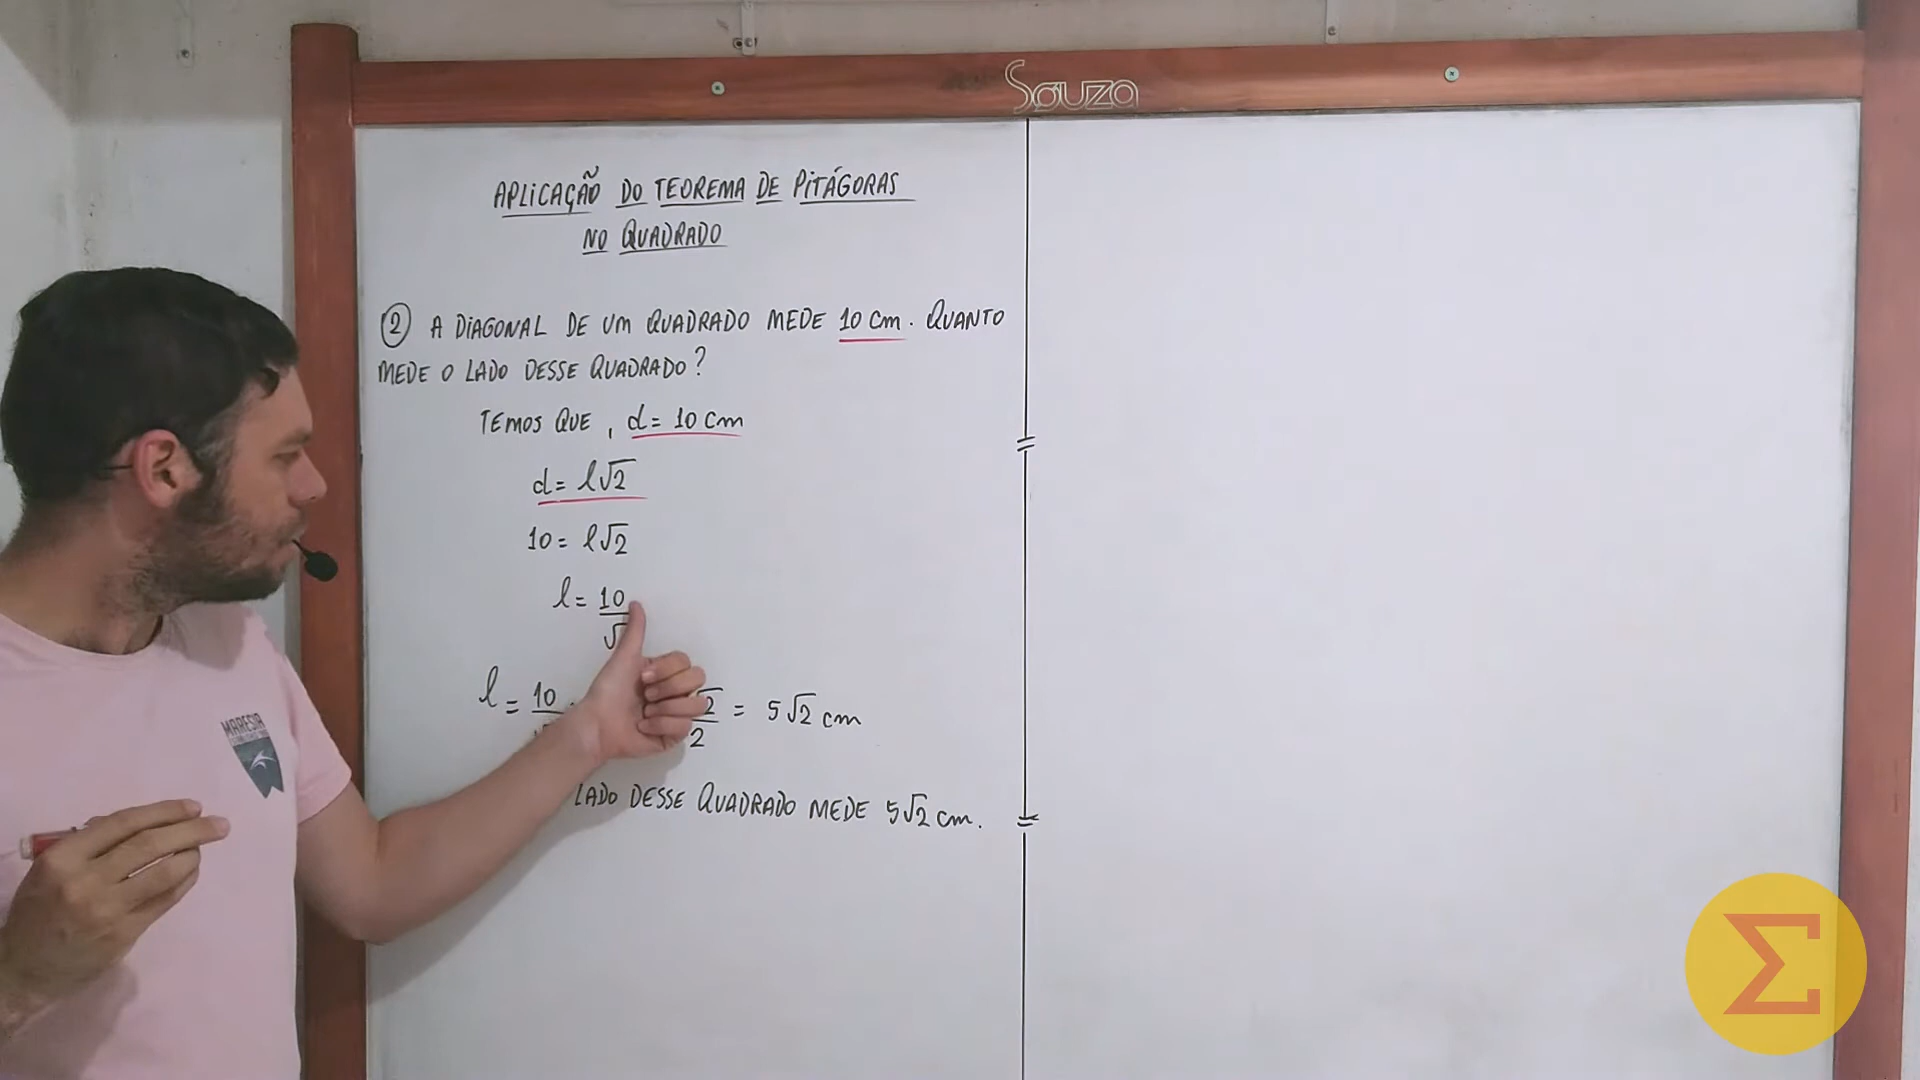 Souza
APLICAÇÃO DO TEOREMA DE PITÁGORAS
NO QUADRADO
② A DIAGONAL DE UM QUADRADO MEDE 10 cm. QUANTO
MEDE O LADO DESSE QUADRADO?
TEMOS QUE, d = 10 cm
d = l√2
10 = l√2
l = 10
√
l = 10 √2 = 5√2 cm
2
LADO DESSE QUADRADO MEDE 5√2 cm.
MARESIA
Σ